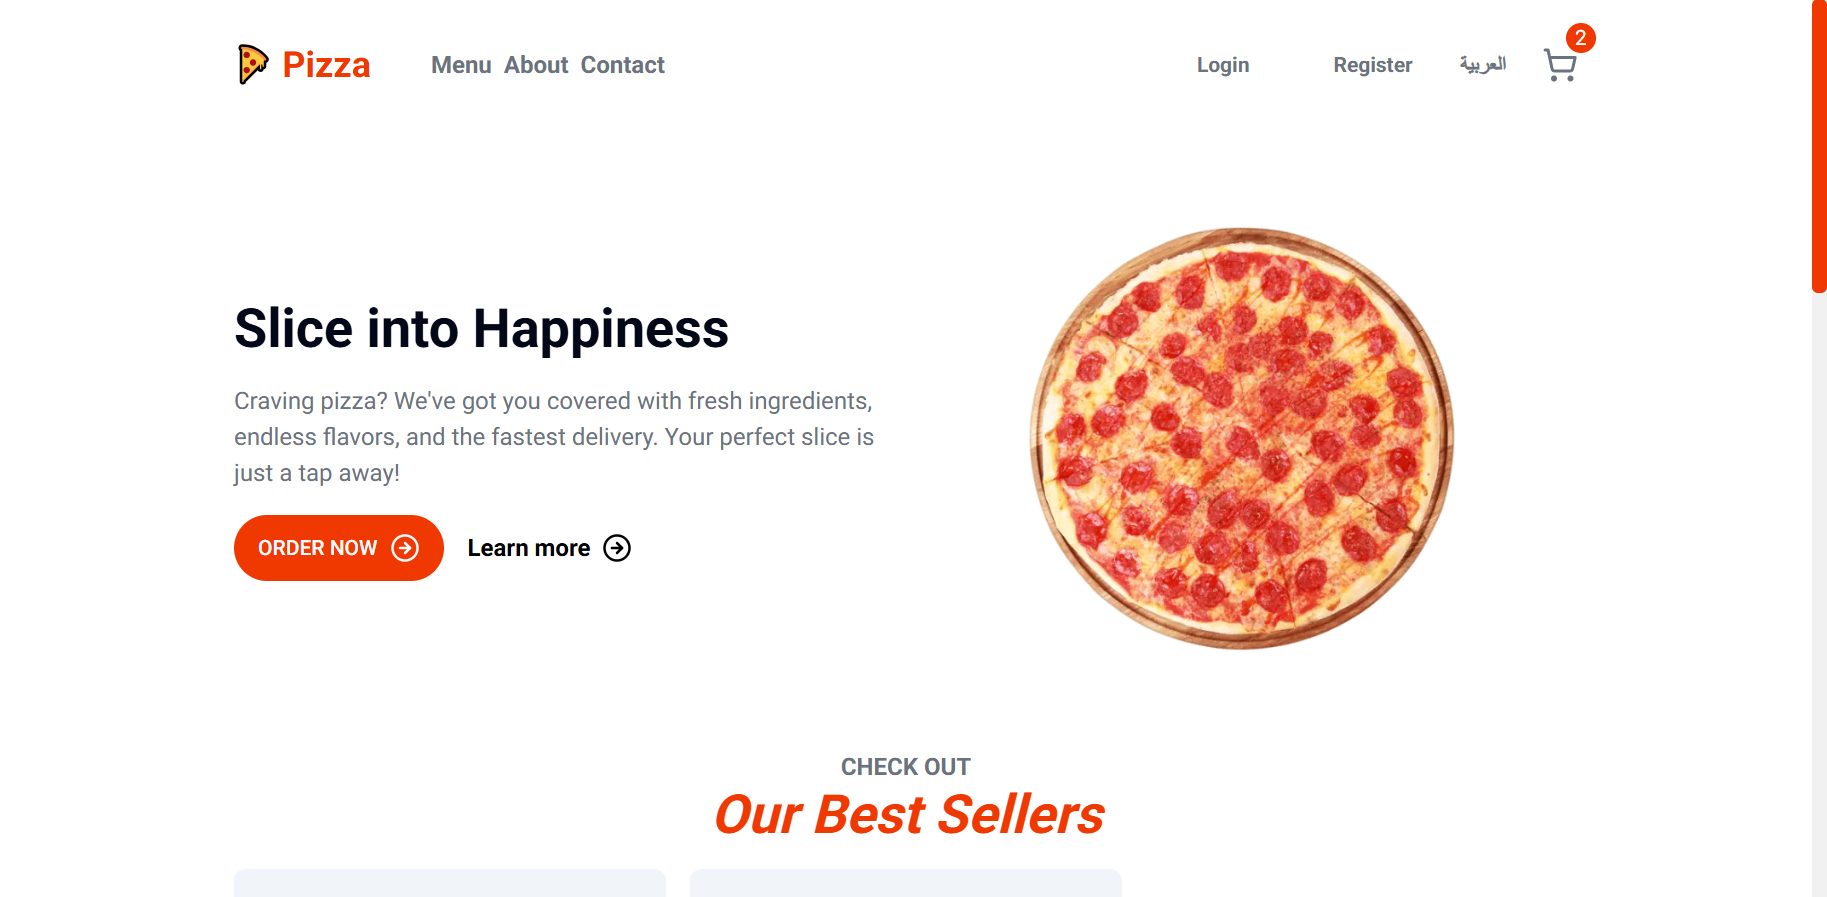 Pizza
Menu About Contact
Login
Register
العربية
2
Slice into Happiness
Craving pizza? We've got you covered with fresh ingredients,
endless flavors, and the fastest delivery. Your perfect slice is
just a tap away!
ORDER NOW
Learn more
CHECK OUT
Our Best Sellers